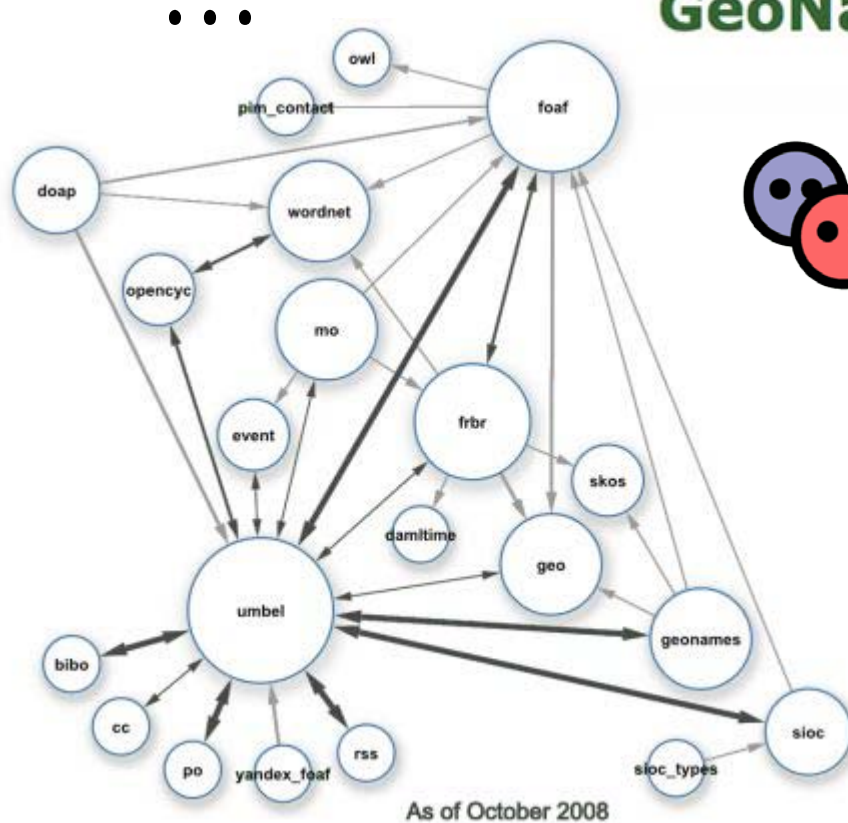 • • •
GeoNa
owl
foaf
pim_contact
doap
wordnet
opencyc
mo
frbr
event
skos
damltime
geo
umbel
geonames
bibo
cc
sioc
rss
po
yandex_foaf
sioc_types
As of October 2008